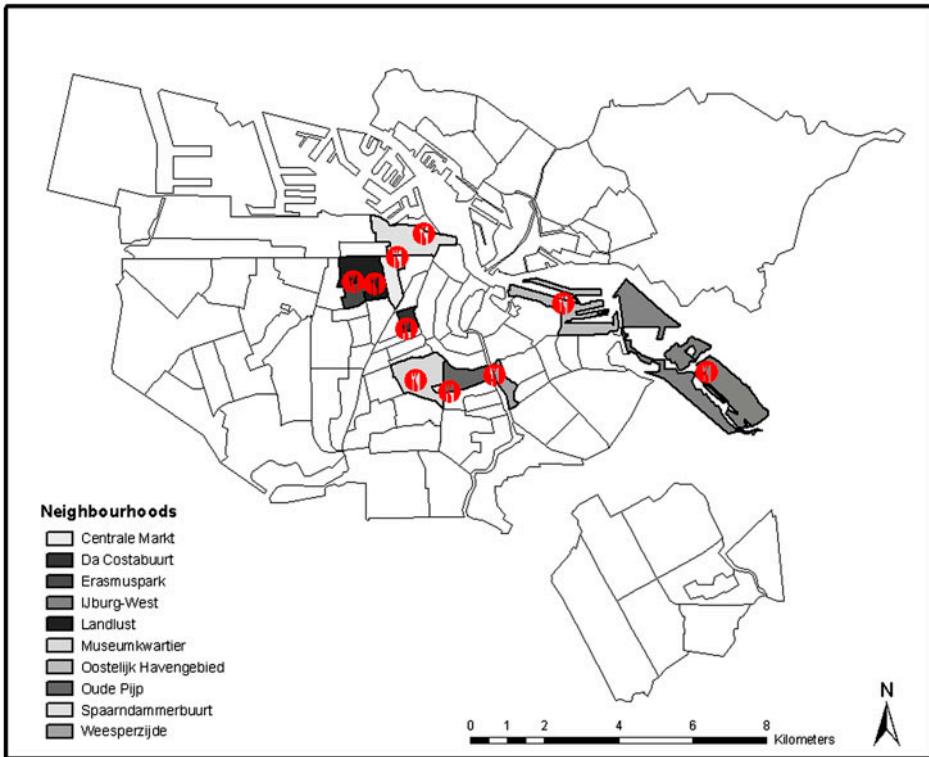 Neighbourhoods
Centrale Markt
Da Costabuurt
Erasmuspark
IJburg-West
Landlust
Museumkwartier
Oostelijk Havengebied
Oude Pijp
Spaarndammerbuurt
Weesperzijde
0 1 2 4 6 8
Kilometers
N